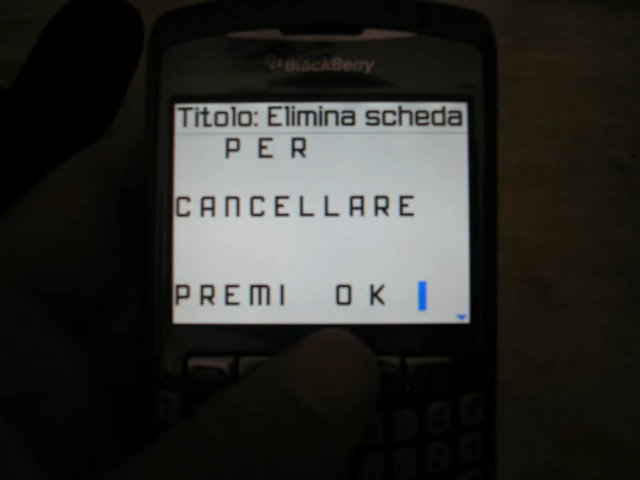 BlackBerry
Titolo: Elimina scheda
PER
CANCELLARE
PREMI OK